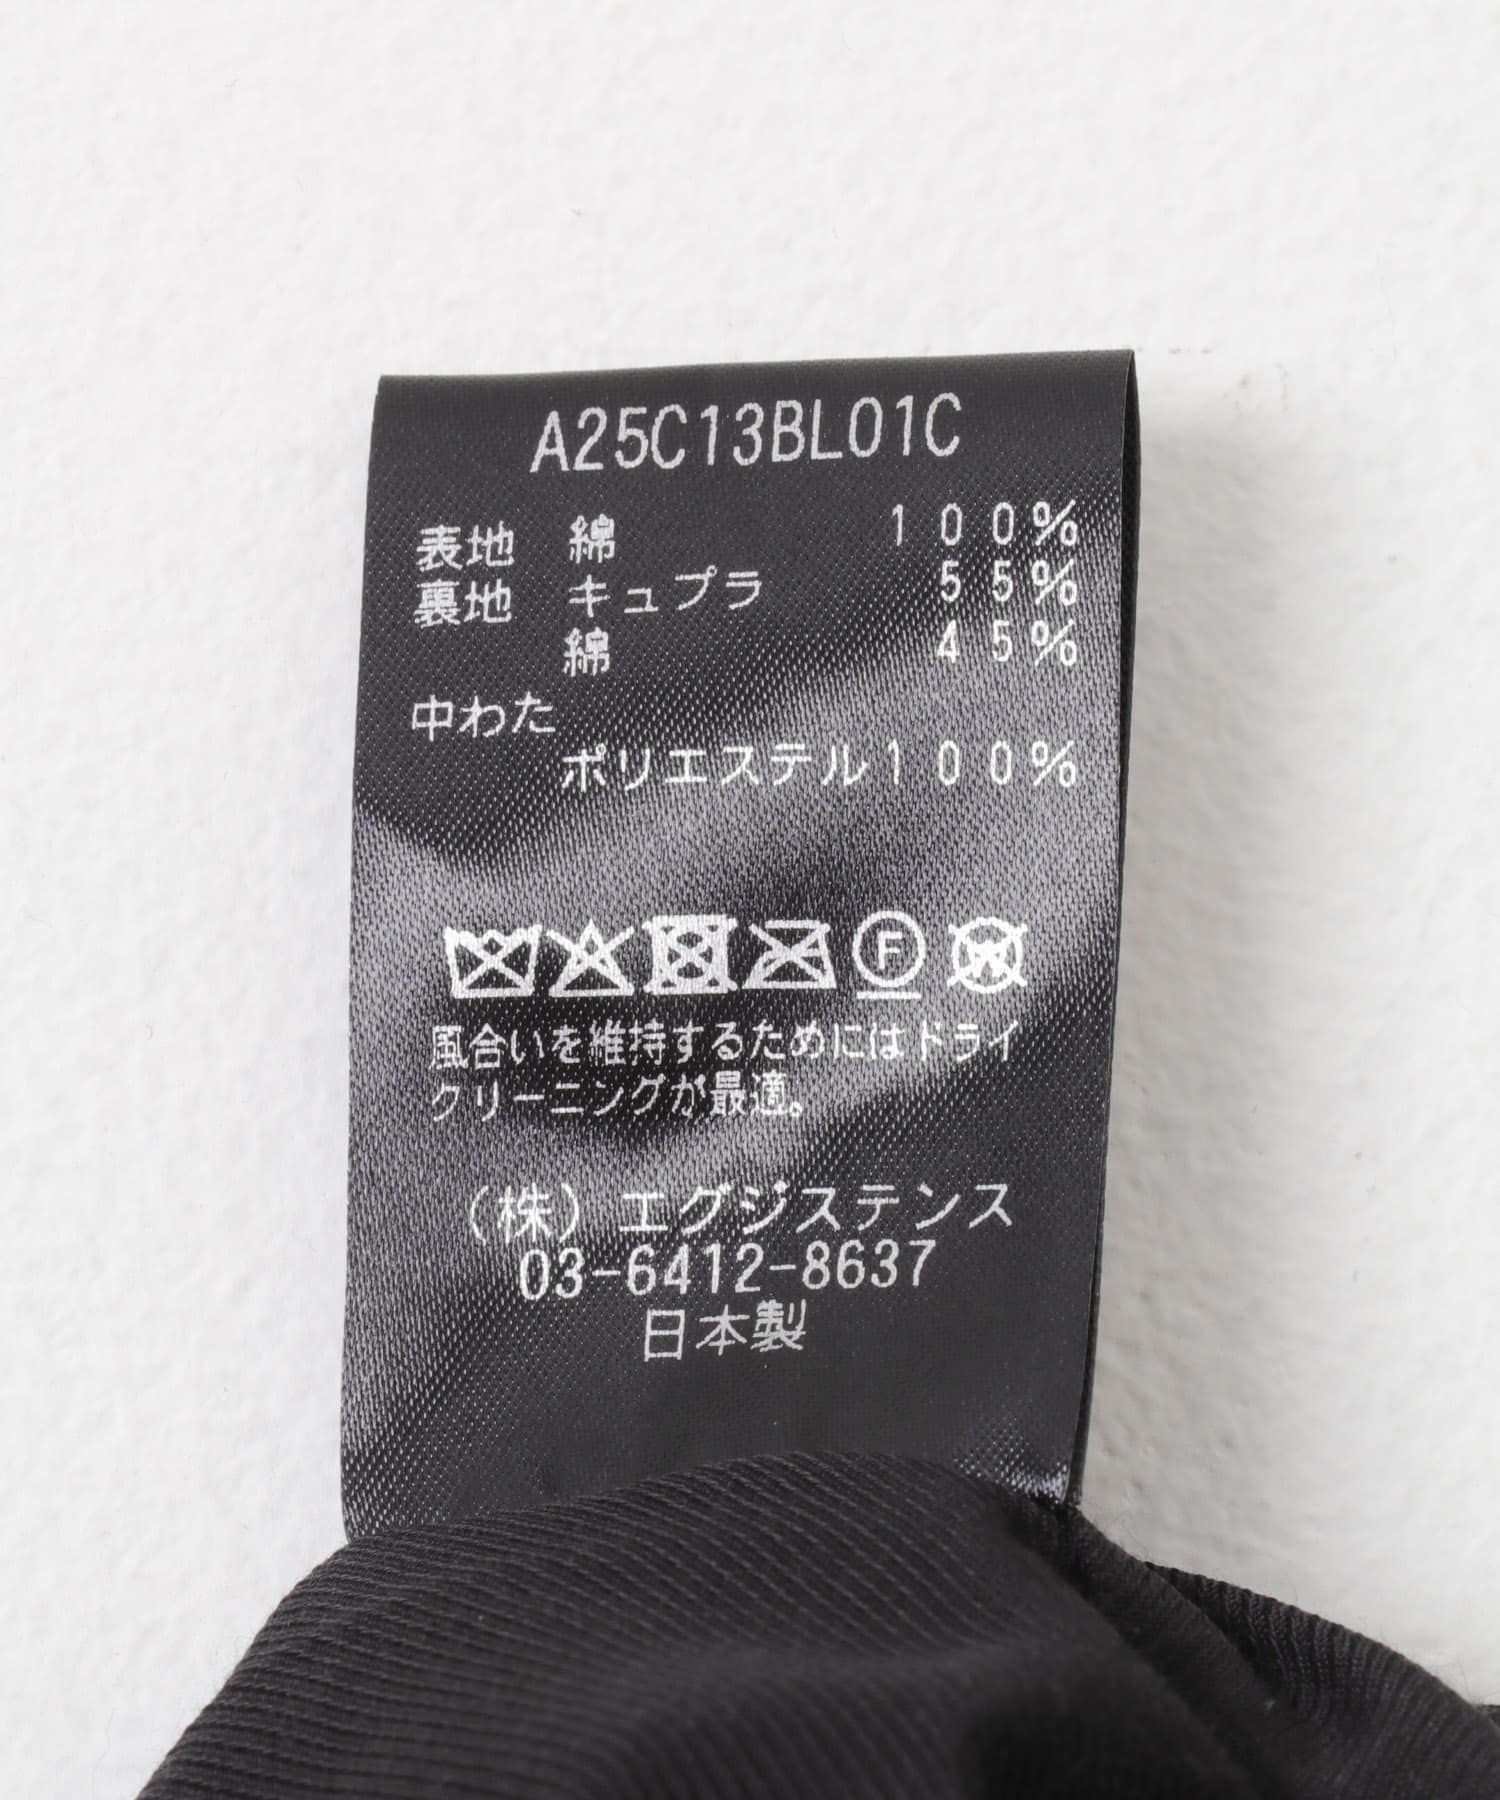 A25C13BL01C
表地 綿 100%
裏地 キュプラ 55%
綿 45%
中わた
ポリエステル100%
F
W
風合いを維持するためにはドライ
クリーニングが最適。
(株)エグジステンス
03-6412-8637
日本製